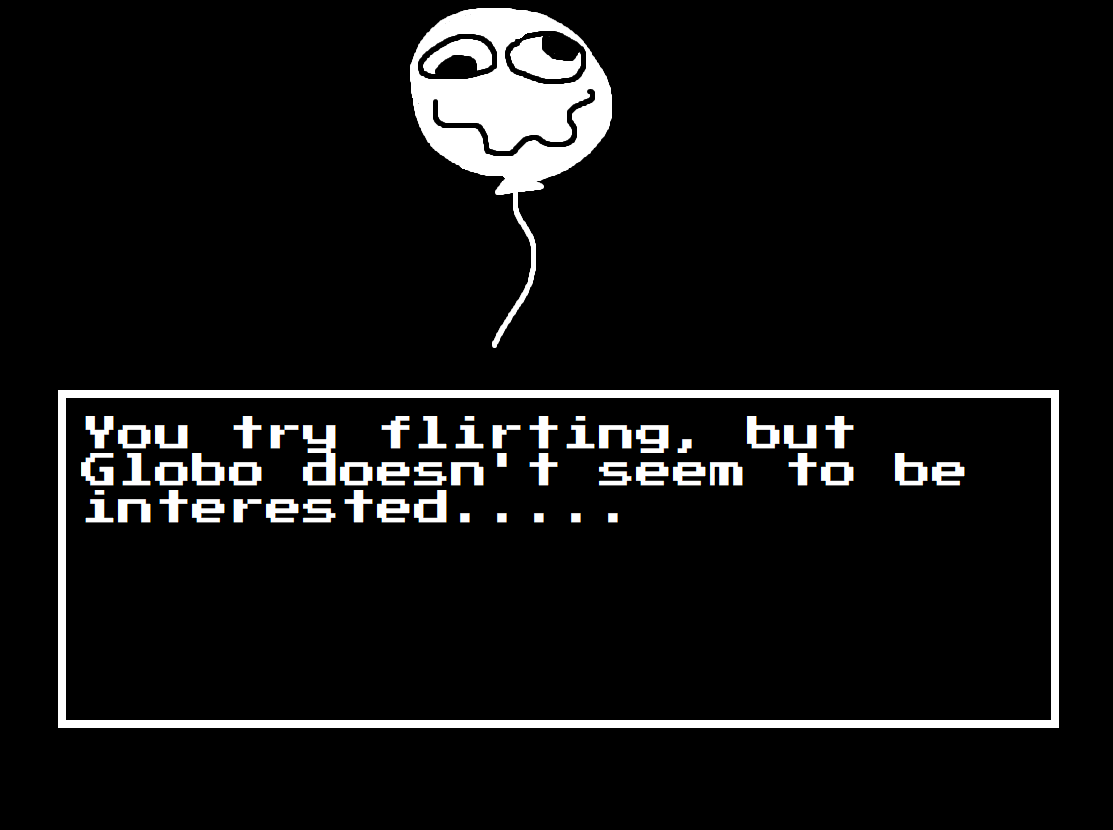 You try flirting, but
Globo doesn't seem to be
interested.....